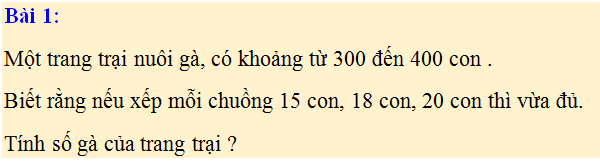 Bài 1:
Một trang trại nuôi gà, có khoảng từ 300 đến 400 con .
Biết rằng nếu xếp mỗi chuồng 15 con, 18 con, 20 con thì vừa đủ.
Tính số gà của trang trại ?